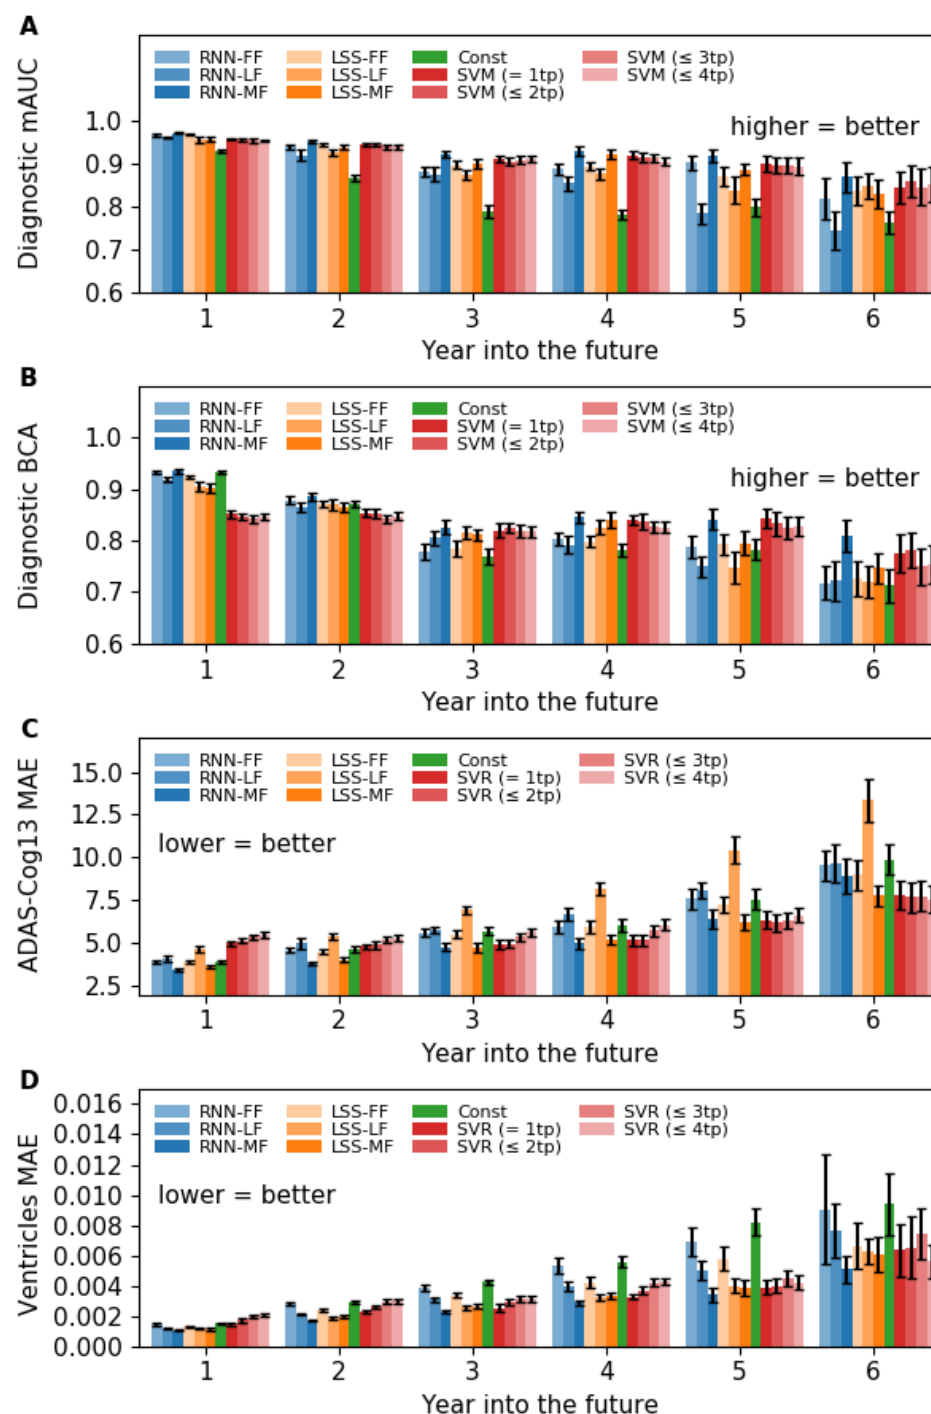 A
RNN-FF LSS-FF Const SVM (≤ 3tp)
RNN-LF LSS-LF SVM (= 1tp) SVM (≤ 4tp)
RNN-MF LSS-MF SVM (≤ 2tp)
higher = better
Diagnostic mAUC
1.0
0.9
0.8
0.7
0.6
1 2 3 4 5 6
Year into the future
B
RNN-FF LSS-FF Const SVM (≤ 3tp)
RNN-LF LSS-LF SVM (= 1tp) SVM (≤ 4tp)
RNN-MF LSS-MF SVM (≤ 2tp)
higher = better
Diagnostic BCA
1.0
0.9
0.8
0.7
0.6
1 2 3 4 5 6
Year into the future
C
RNN-FF LSS-FF Const SVR (≤ 3tp)
RNN-LF LSS-LF SVR (= 1tp) SVR (≤ 4tp)
RNN-MF LSS-MF SVR (≤ 2tp)
lower = better
ADAS-Cog13 MAE
15.0
12.5
10.0
7.5
5.0
2.5
1 2 3 4 5 6
Year into the future
D
RNN-FF LSS-FF Const SVR (≤ 3tp)
RNN-LF LSS-LF SVR (= 1tp) SVR (≤ 4tp)
RNN-MF LSS-MF SVR (≤ 2tp)
lower = better
Ventricles MAE
0.016
0.014
0.012
0.010
0.008
0.006
0.004
0.002
0.000
1 2 3 4 5 6
Year into the future